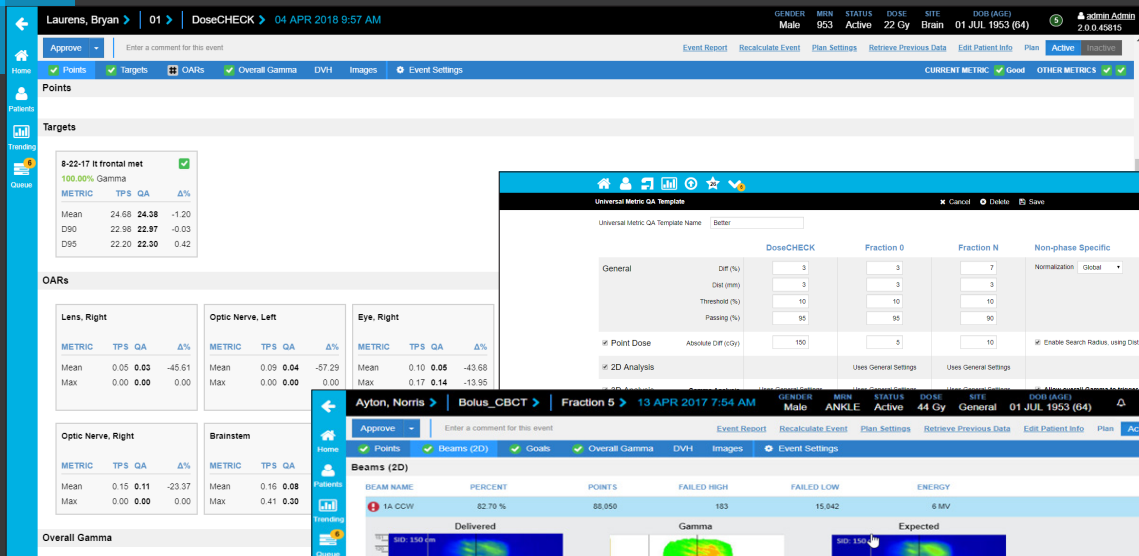 Laurens, Bryan > 01 > DoseCHECK > 04 APR 2018 9:57 AM
GENDER MRN STATUS DOSE SITE DOB (AGE)
Male 953 Active 22 Gy Brain 01 JUL 1953 (64)
5 admin Admin
2.0.0.45815
Approve Enter a comment for this event Event Report Recalculate Event Plan Settings Retrieve Previous Data Edit Patient Info Plan Active Inactive
Home
Patients
Trending
6
Queue
Points Targets OARs Overall Gamma DVH Images Event Settings CURRENT METRIC Good OTHER METRICS
Points
Targets
8-22-17 lt frontal met
100.00% Gamma
METRIC TPS QA Δ%
Mean 24.68 24.38 -1.20
D90 22.98 22.97 -0.03
D95 22.20 22.30 0.42
OARs
Lens, Right
METRIC TPS QA Δ%
Mean 0.05 0.03 -45.61
Max 0.00 0.00 0.00
Optic Nerve, Left
METRIC TPS QA Δ%
Mean 0.09 0.04 -57.29
Max 0.00 0.00 0.00
Eye, Right
METRIC TPS QA Δ%
Mean 0.10 0.05 -43.68
Max 0.17 0.14 -13.95
Optic Nerve, Right
METRIC TPS QA Δ%
Mean 0.15 0.11 -23.37
Max 0.00 0.00 0.00
Brainstem
METRIC TPS QA
Mean 0.16 0.08
Max 0.41 0.30
Overall Gamma
Universal Metric QA Template Cancel Delete Save
Universal Metric QA Template Name Better
DoseCHECK Fraction 0 Fraction N Non-phase Specific
General Diff (%) 3 3 7 Normalization Global
Dist (mm) 3 3 3
Threshold (%) 10 10 10
Passing (%) 95 95 90
Point Dose Absolute Diff (cGy) 150 5 10 Enable Search Radius, using Dist
2D Analysis Uses General Settings Uses General Settings
Ayton, Norris > Bolus_CBCT > Fraction 5 > 13 APR 2017 7:54 AM
GENDER MRN STATUS DOSE SITE DOB (AGE)
Male ANKLE Active 44 Gy General 01 JUL 1953 (64)
Approve Enter a comment for this event Event Report Recalculate Event Plan Settings Retrieve Previous Data Edit Patient Info Plan
Home
Patients
Trending
6
Queue
Points Beams (2D) Goals Overall Gamma DVH Images Event Settings
Beams (2D)
BEAM NAME PERCENT POINTS FAILED HIGH FAILED LOW ENERGY
1A CCW 82.70 % 88,050 183 15,042 6 MV
Delivered Gamma Expected
SID: 150 cm
SID: 150